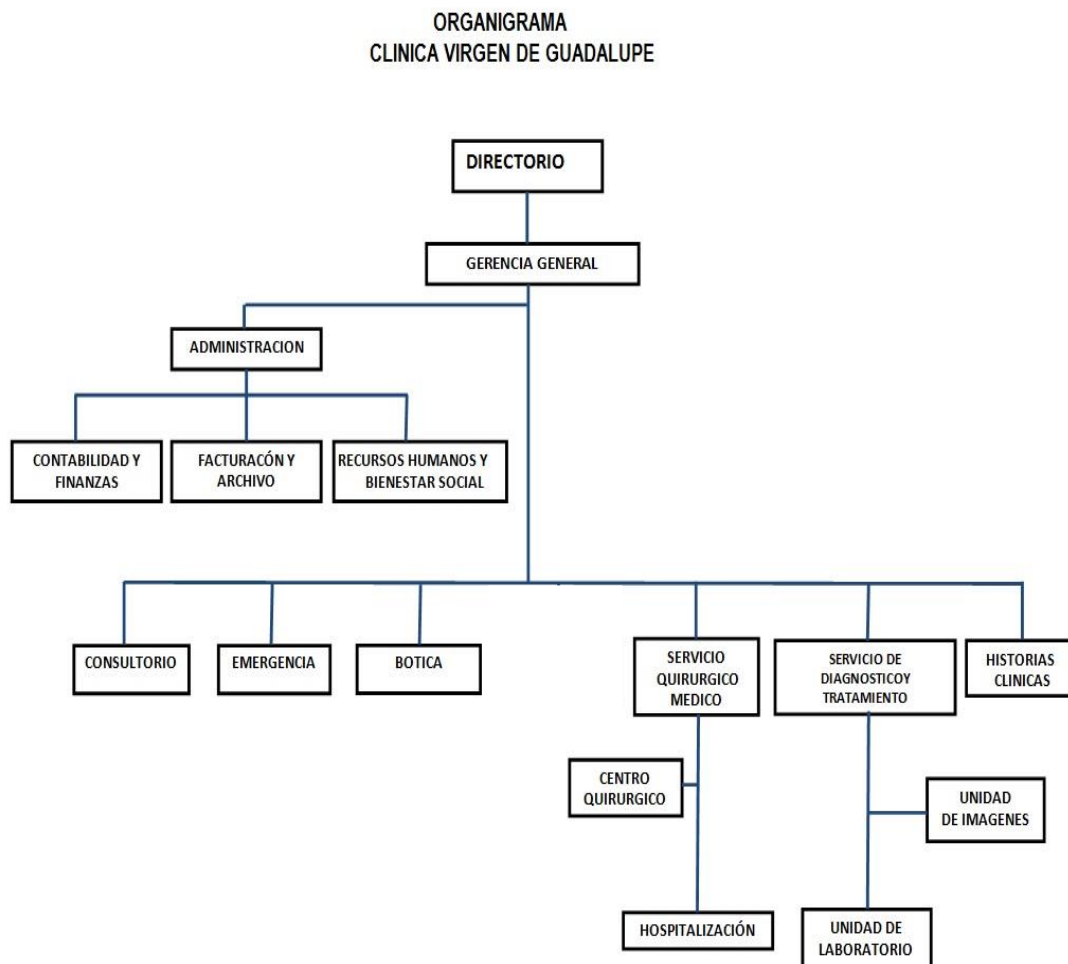 ORGANIGRAMA
CLINICA VIRGEN DE GUADALUPE
DIRECTORIO
GERENCIA GENERAL
ADMINISTRACION
CONTABILIDAD Y
FINANZAS
FACTURACÓN Y
ARCHIVO
RECURSOS HUMANOS Y
BIENESTAR SOCIAL
CONSULTORIO
EMERGENCIA
BOTICA
SERVICIO
QUIRURGICO
MEDICO
SERVICIO DE
DIAGNOSTICOY
TRATAMIENTO
HISTORIAS
CLINICAS
CENTRO
QUIRURGICO
UNIDAD
DE IMAGENES
HOSPITALIZACIÓN
UNIDAD DE
LABORATORIO